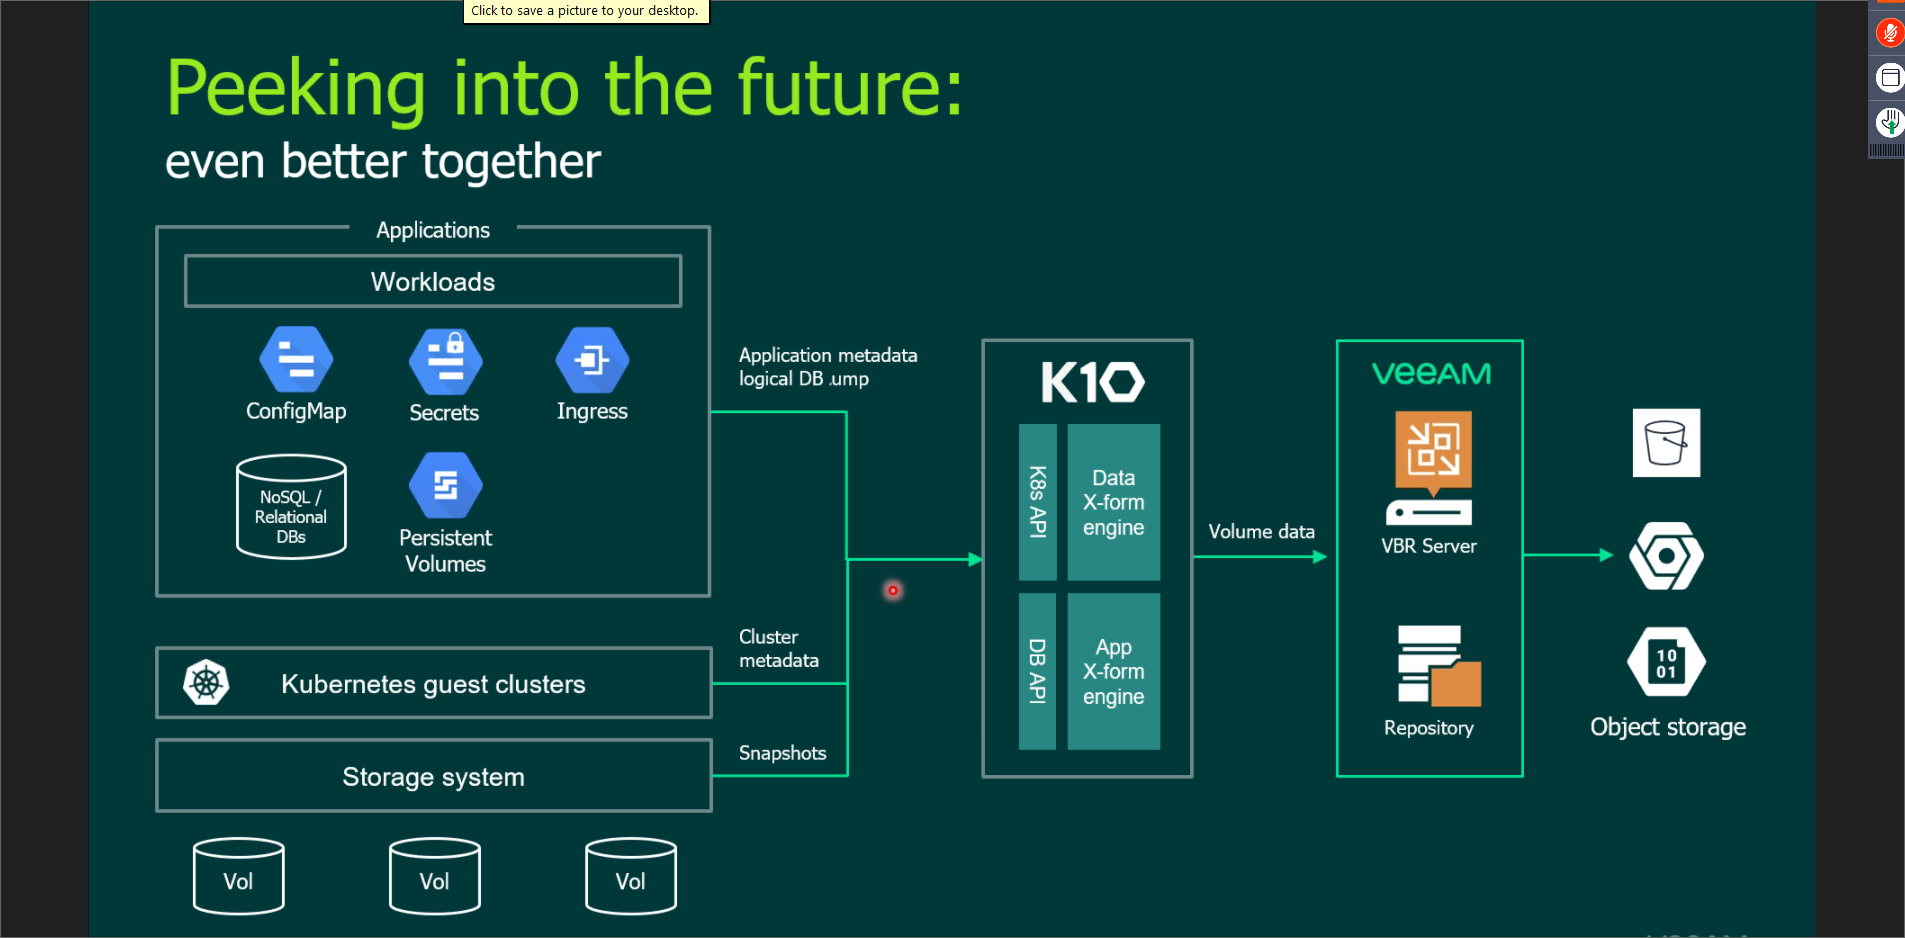 Click to save a picture to your desktop.
Peeking into the future:
even better together
Applications
Workloads
ConfigMap
Secrets
Ingress
NoSQL /
Relational
DBs
Persistent
Volumes
Application metadata
logical DB .ump
Kubernetes guest clusters
Cluster
metadata
Storage system
Snapshots
Vol
Vol
Vol
K10
K8s API
Data
X-form
engine
DB API
App
X-form
engine
Volume data
veeAM
VBR Server
Repository
10
01
Object storage